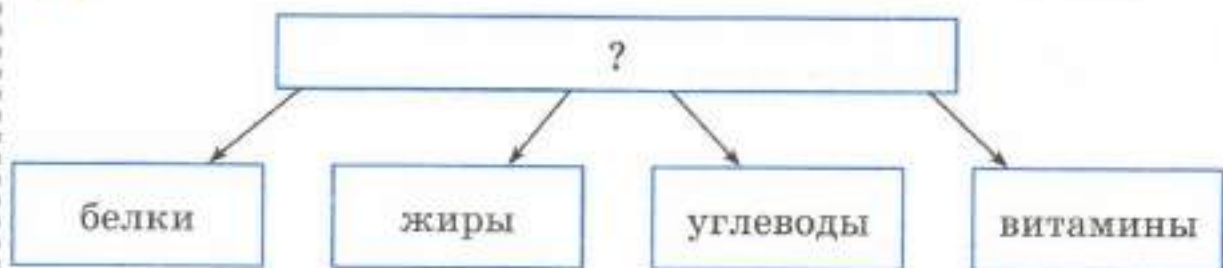 ?
белки
жиры
углеводы
витамины